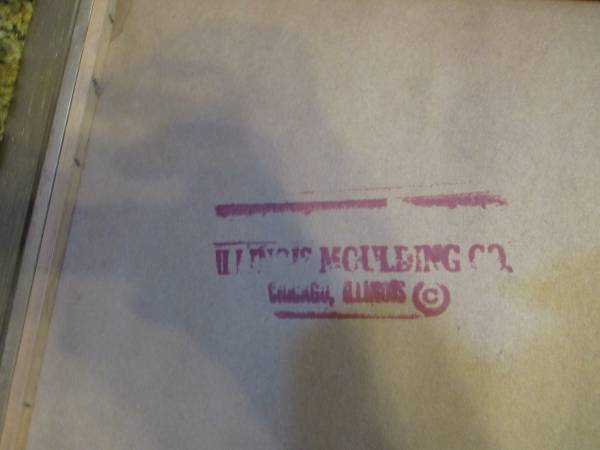 ILLINOIS MOULDING CO.
CHICAGO, ILLINOIS ©